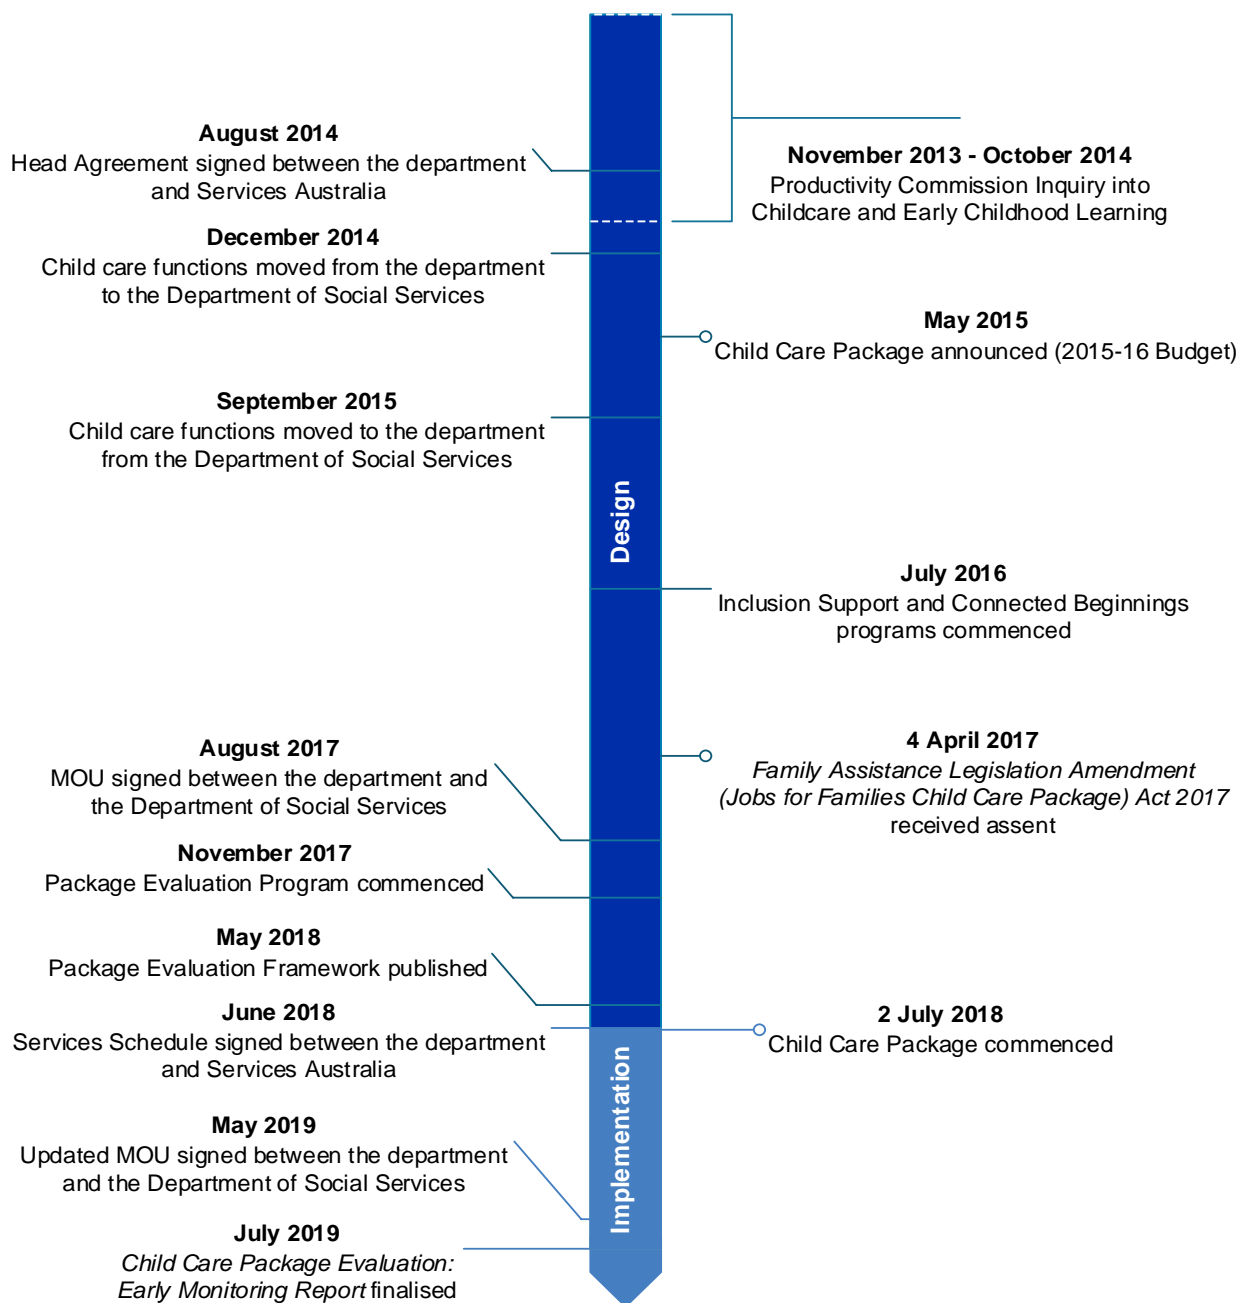 August 2014
Head Agreement signed between the department
and Services Australia
November 2013 - October 2014
Productivity Commission Inquiry into
Childcare and Early Childhood Learning
December 2014
Child care functions moved from the department
to the Department of Social Services
May 2015
Child Care Package announced (2015-16 Budget)
September 2015
Child care functions moved to the department
from the Department of Social Services
Design
July 2016
Inclusion Support and Connected Beginnings
programs commenced
4 April 2017
Family Assistance Legislation Amendment
(Jobs for Families Child Care Package) Act 2017
received assent
August 2017
MOU signed between the department and
the Department of Social Services
November 2017
Package Evaluation Program commenced
May 2018
Package Evaluation Framework published
June 2018
Services Schedule signed between the department
and Services Australia
2 July 2018
Child Care Package commenced
Implementation
May 2019
Updated MOU signed between the department
and the Department of Social Services
July 2019
Child Care Package Evaluation:
Early Monitoring Report finalised